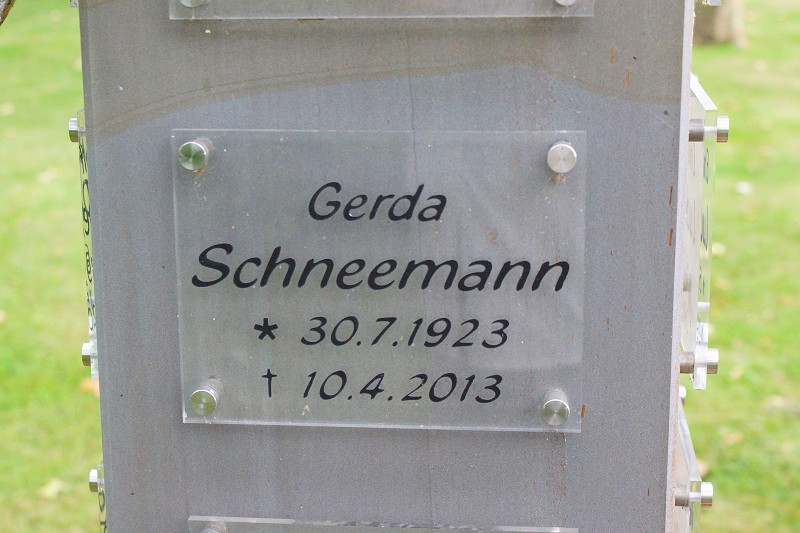 Gerda
Schneemann
* 30.7.1923
† 10.4.2013